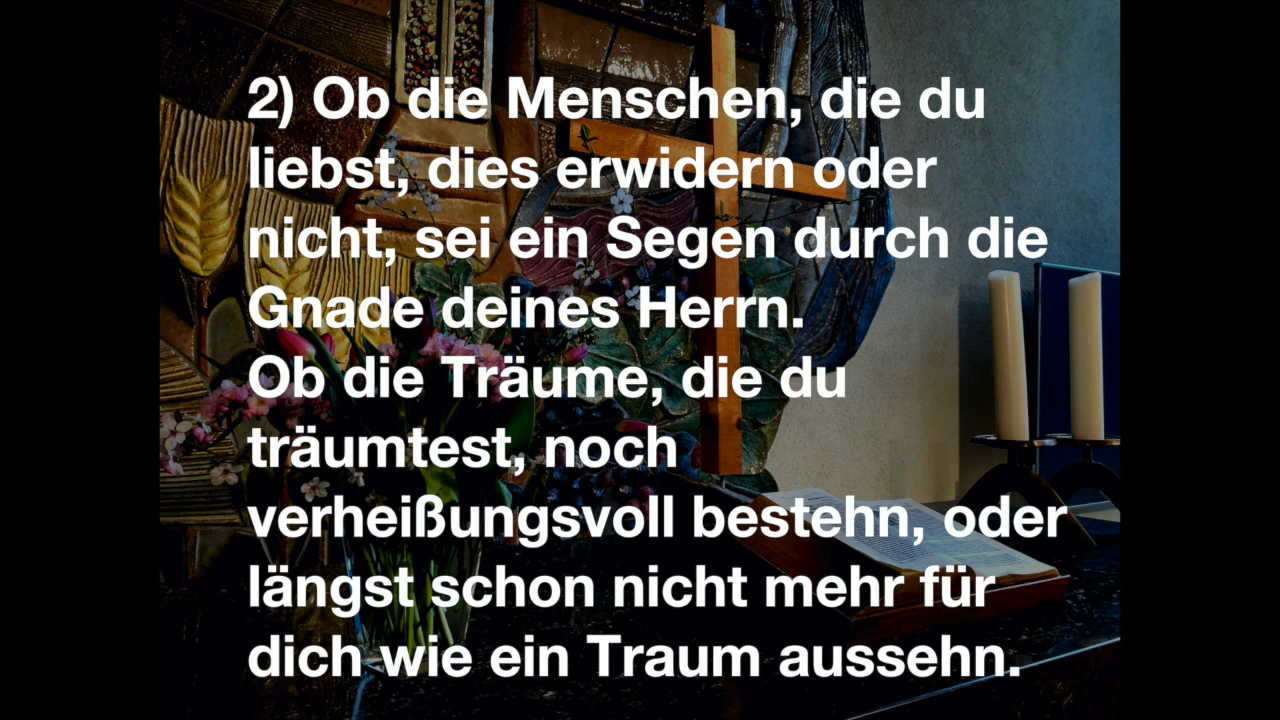 2) Ob die Menschen, die du
liebst, dies erwidern oder
nicht, sei ein Segen durch die
Gnade deines Herrn.
Ob die Träume, die du
träumtest, noch
verheißungsvoll bestehn, oder
längst schon nicht mehr für
dich wie ein Traum aussehn.